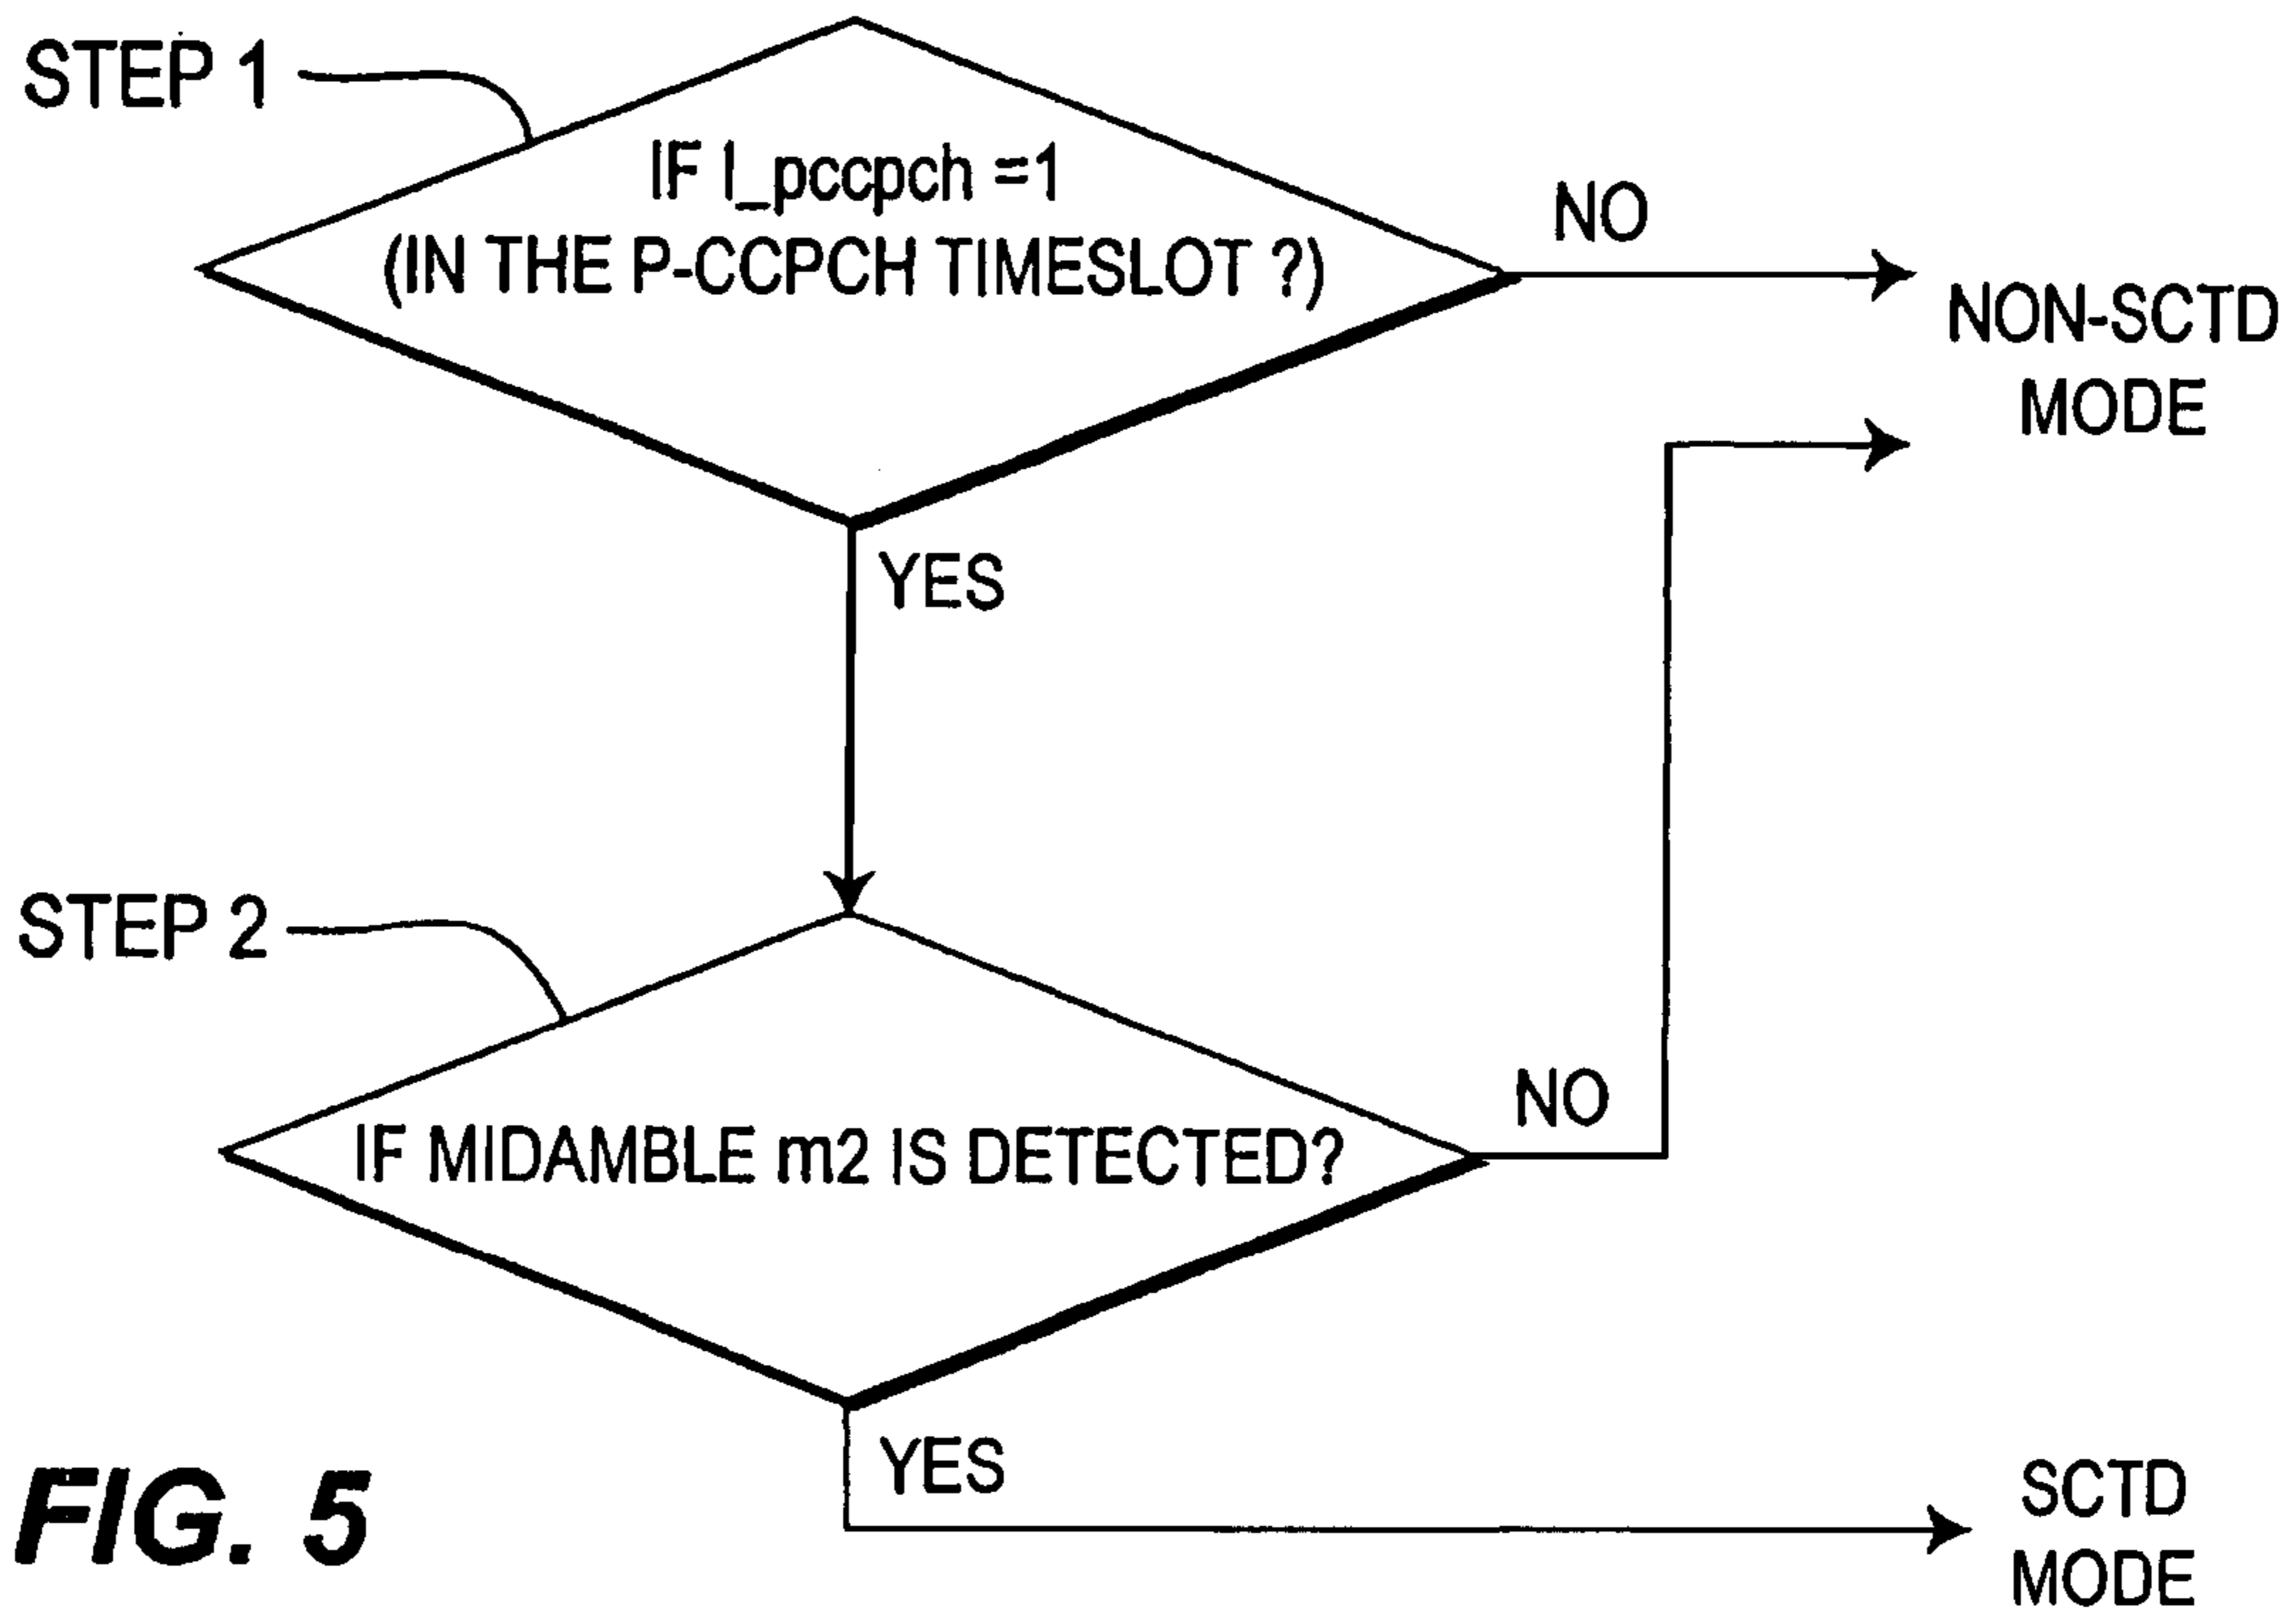 STEP 1
IF l_pccpch =1
(IN THE P-CCPCH TIMESLOT ?)
NO
NON-SCTD
MODE
YES
STEP 2
IF MIDAMBLE m2 IS DETECTED?
NO
YES
SCTD
MODE
FIG. 5